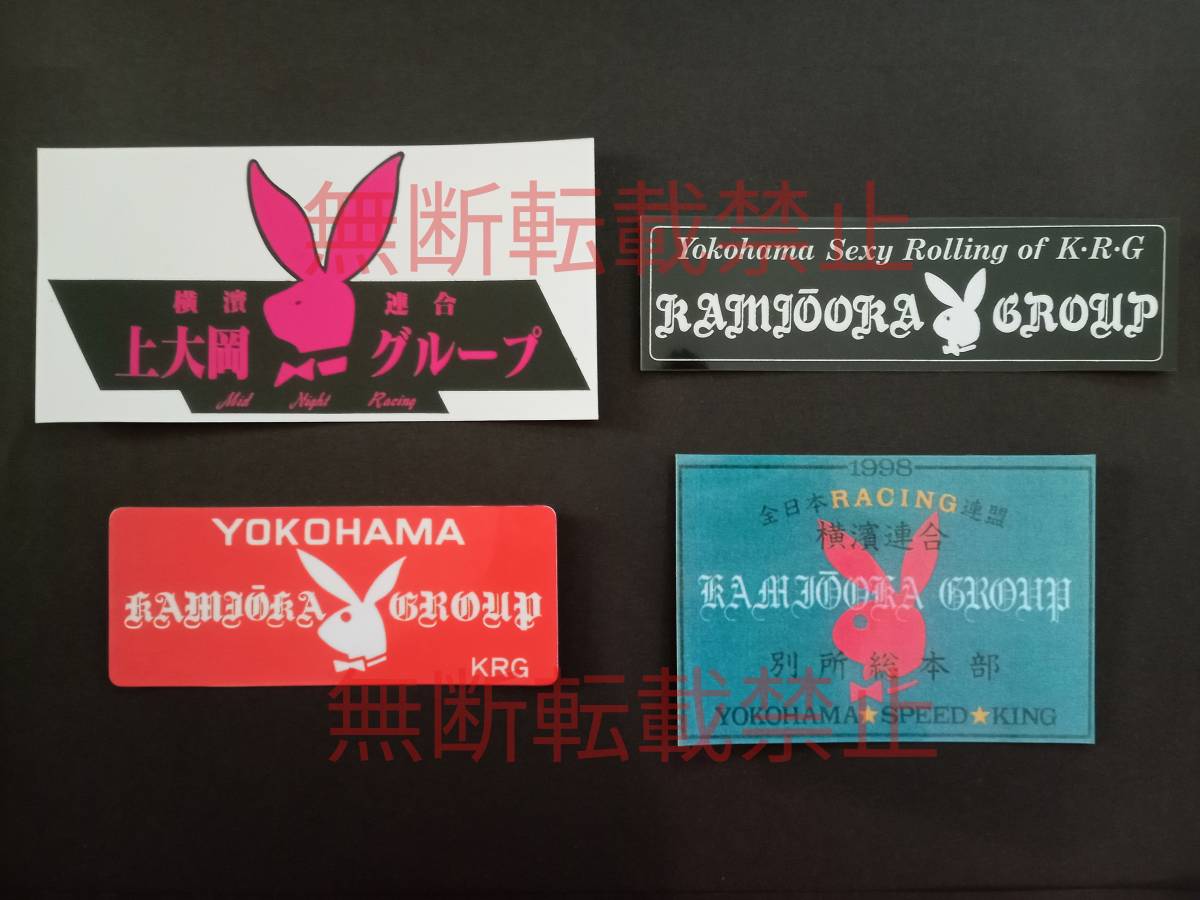 無断転載禁止
横濱 連合
上大岡 グループ
Mid Night Racing
Yokohama Sexy Rolling of K·R·G
KAMIŌOKA GROUP
YOKOHAMA
KAMIŌKA GROUP
KRG
1998
全日本RACING連盟
横濱連合
KAMIŌOKA GROUP
別所総本部
YOKOHAMA★SPEED★KING
無断転載禁止